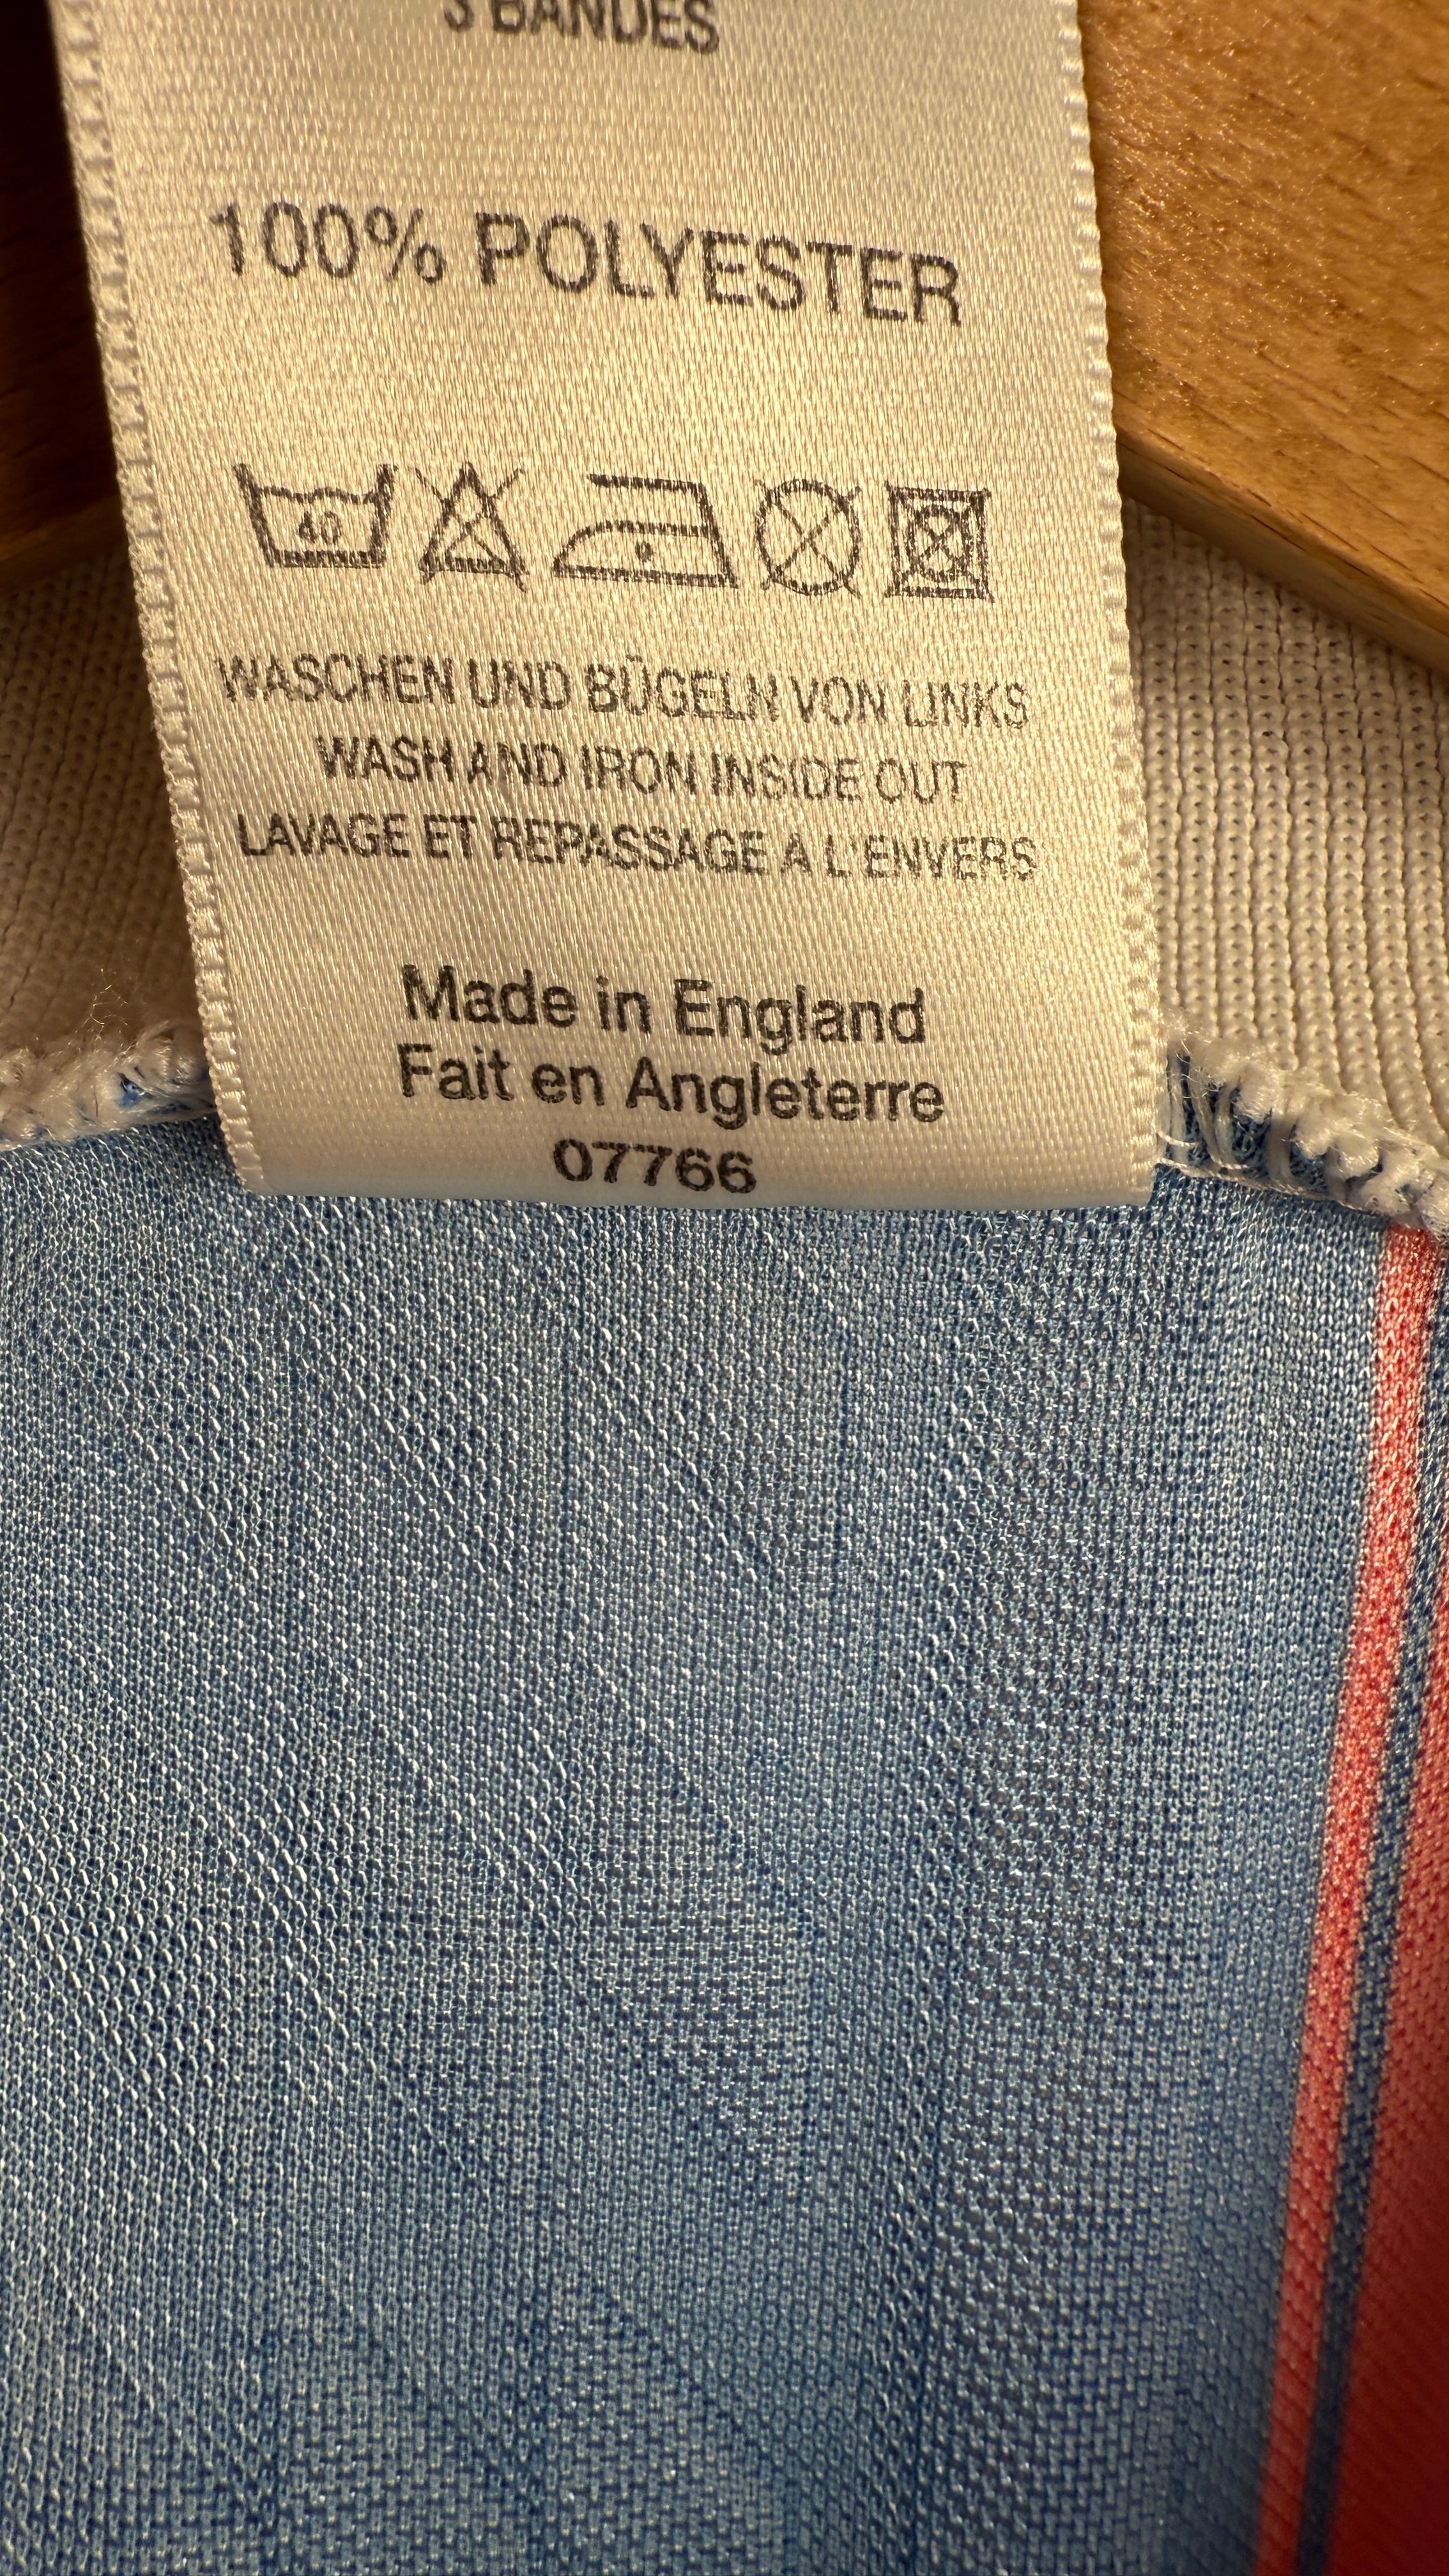 3 BANDES
100% POLYESTER
40
WASCHEN UND BÜGELN VON LINKS
WASH AND IRON INSIDE OUT
LAVAGE ET REPASSAGE A L'ENVERS
Made in England
Fait en Angleterre
07766